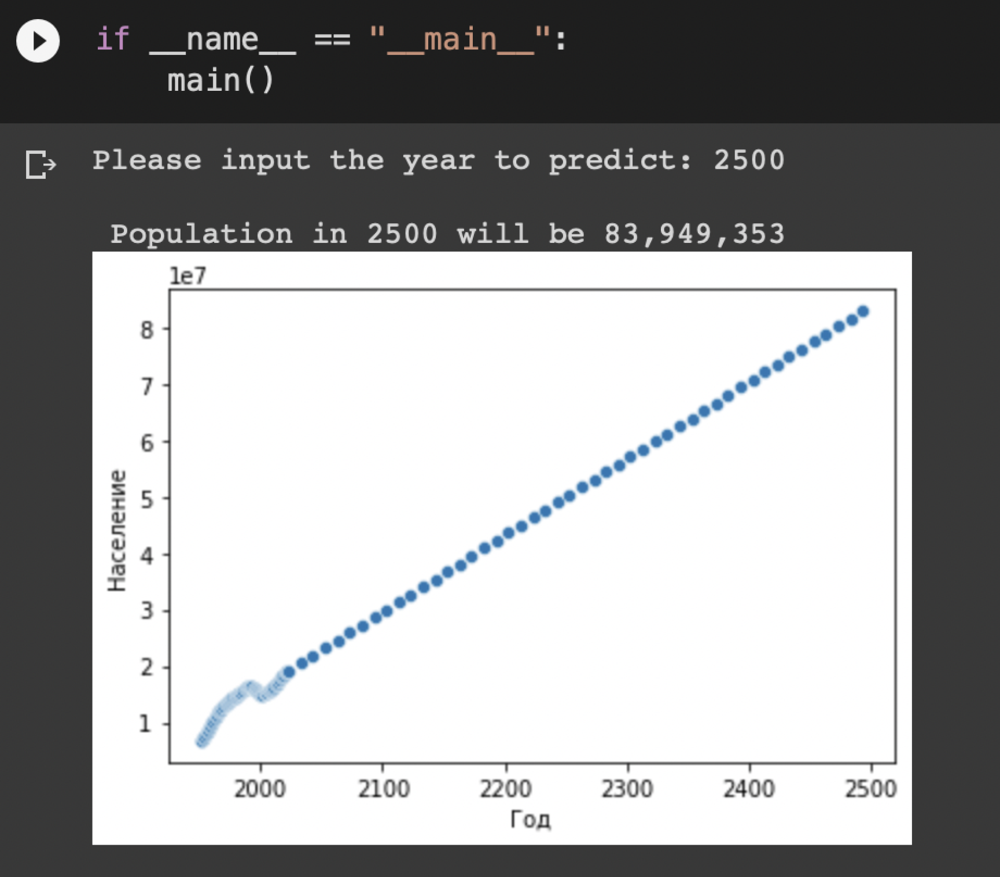 if __name__ == "__main__":
main()
Please input the year to predict: 2500
Population in 2500 will be 83,949,353
1e7
8
7
6
5
4
3
2
1
Население
2000 2100 2200 2300 2400 2500
Год